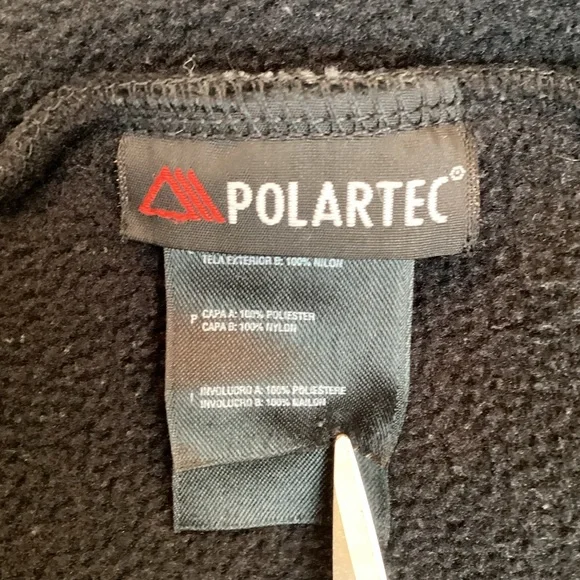 POLARTEC®
TELA EXTERIOR B: 100% NILON
P CAPA A: 100% POLIESTER
CAPA B: 100% NYLON
I INVOLUCRO A: 100% POLIESTERE
INVOLUCRO B: 100% NAILON